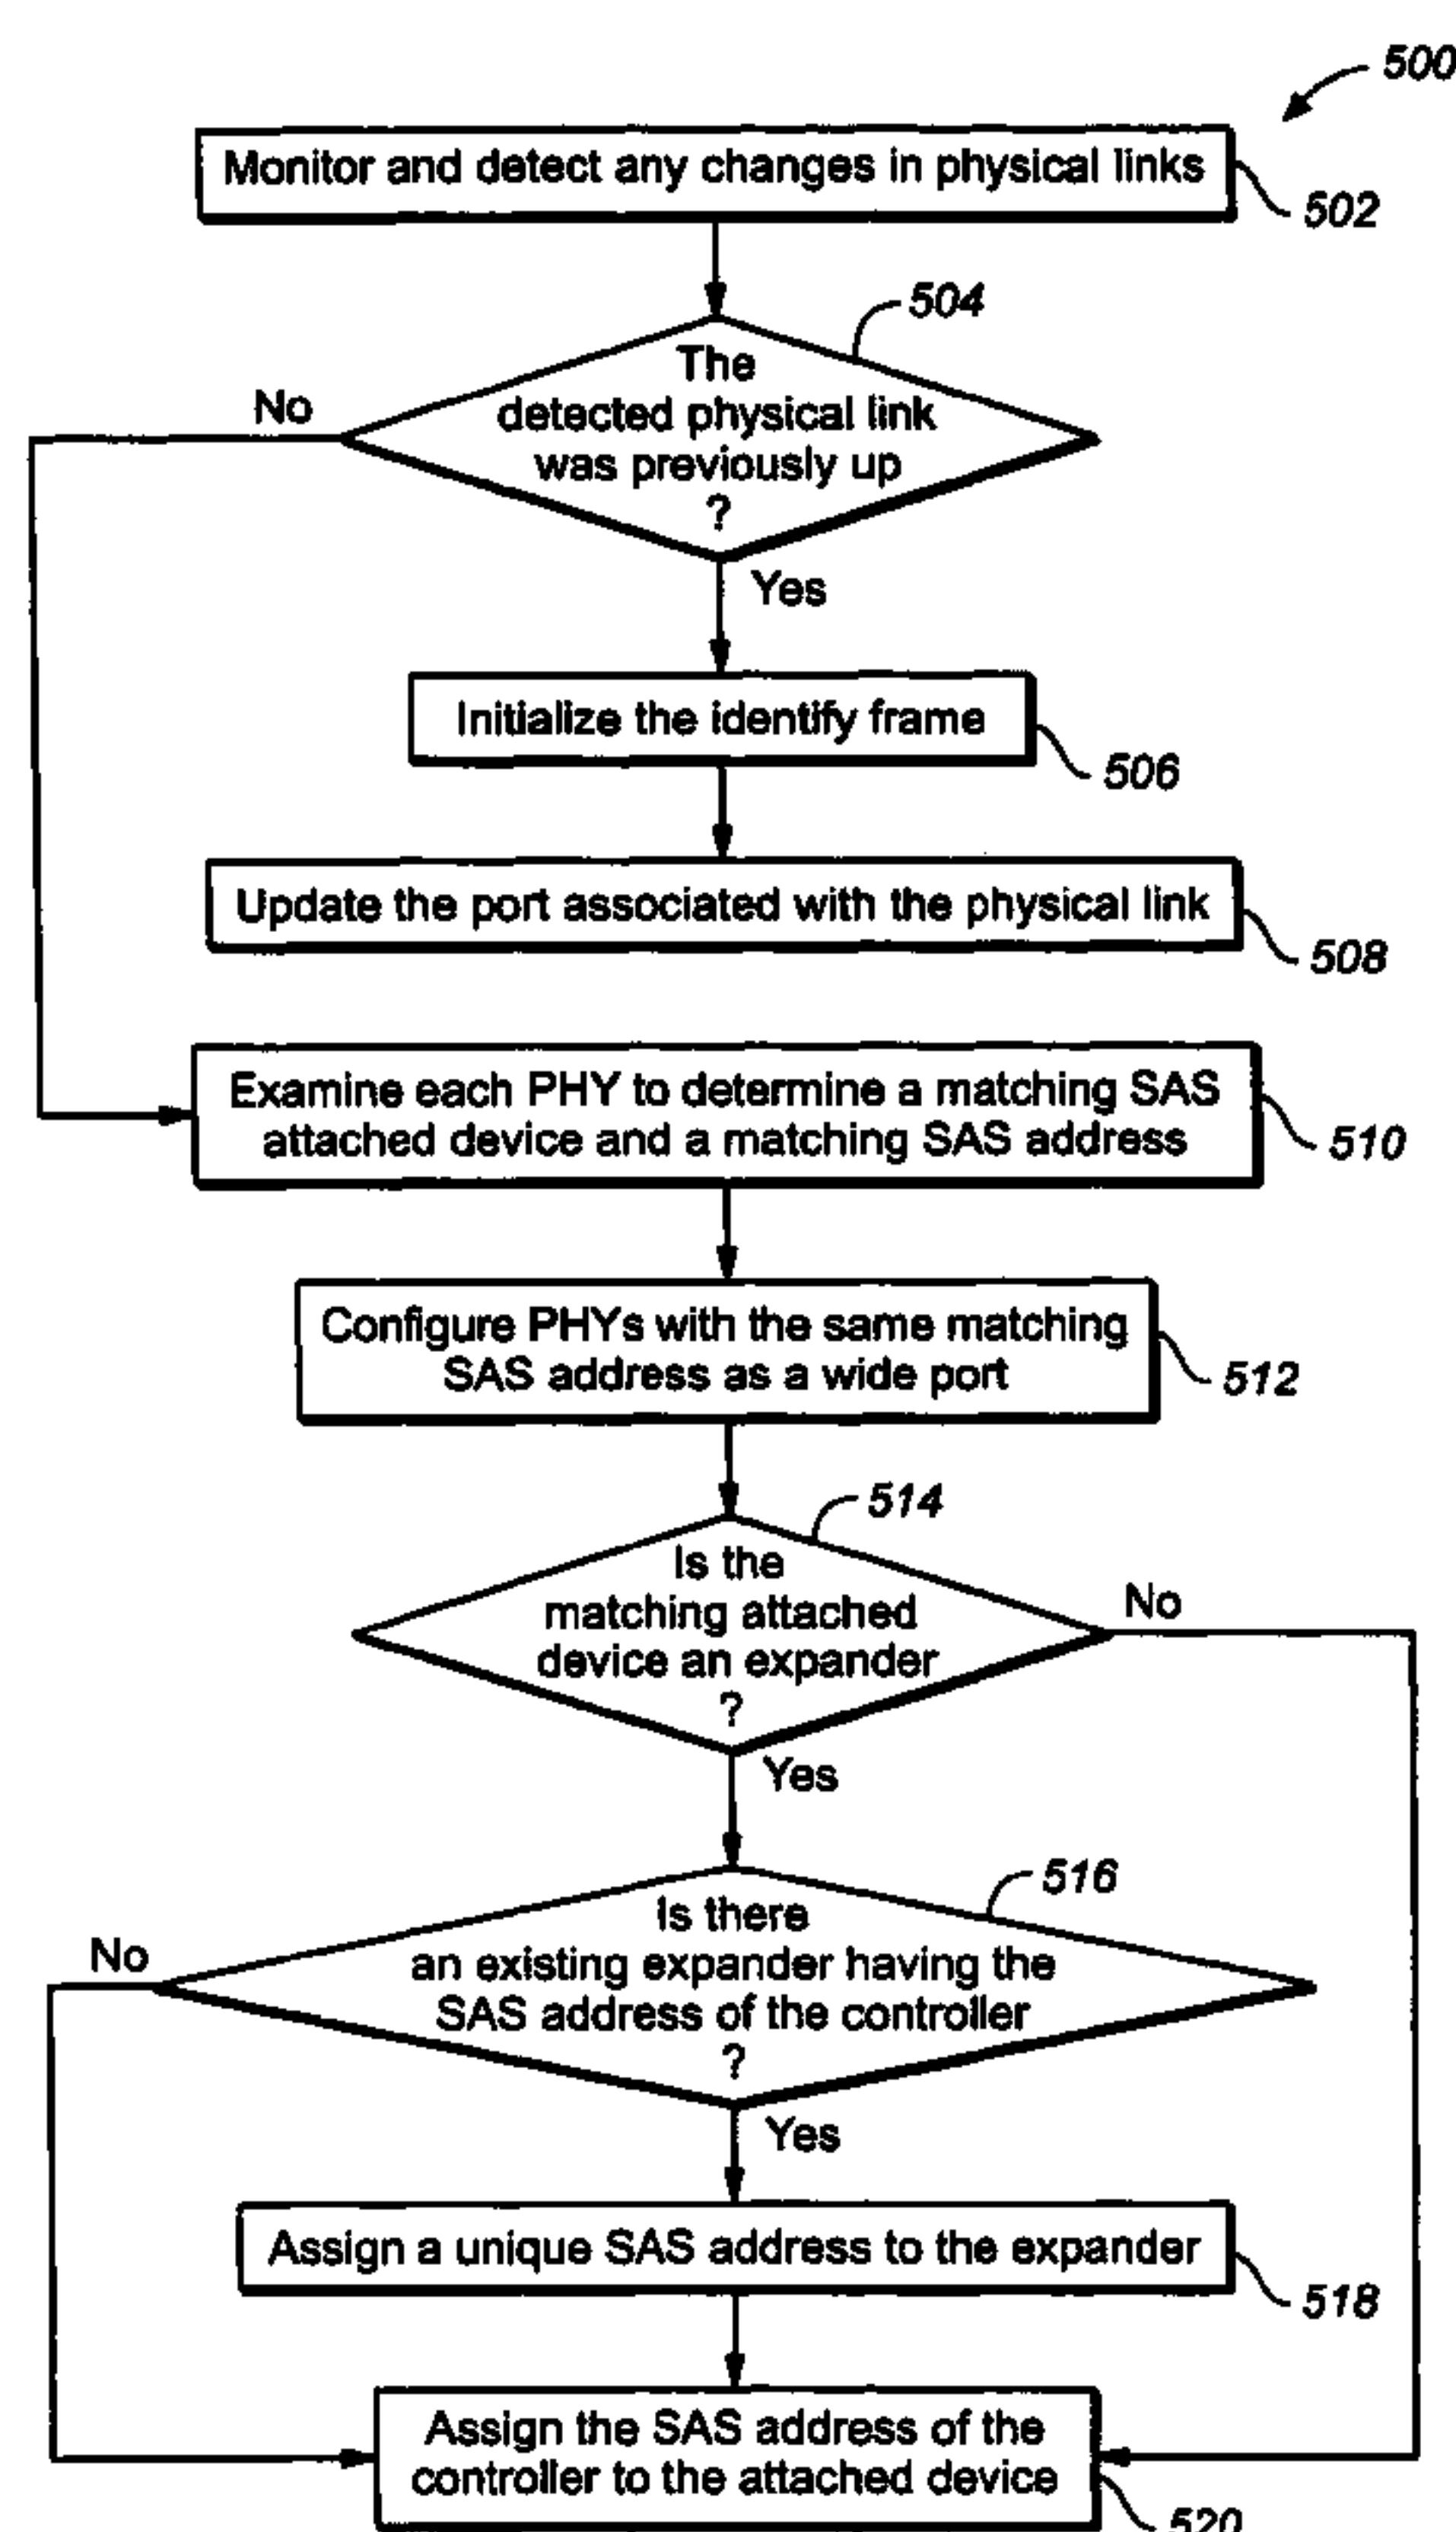 500
Monitor and detect any changes in physical links
502
504
The
detected physical link
was previously up
?
No
Yes
Initialize the identify frame
506
Update the port associated with the physical link
508
Examine each PHY to determine a matching SAS
attached device and a matching SAS address
510
Configure PHYs with the same matching
SAS address as a wide port
512
514
Is the
matching attached
device an expander
?
No
Yes
516
Is there
an existing expander having the
SAS address of the controller
?
No
Yes
Assign a unique SAS address to the expander
518
Assign the SAS address of the
controller to the attached device
520